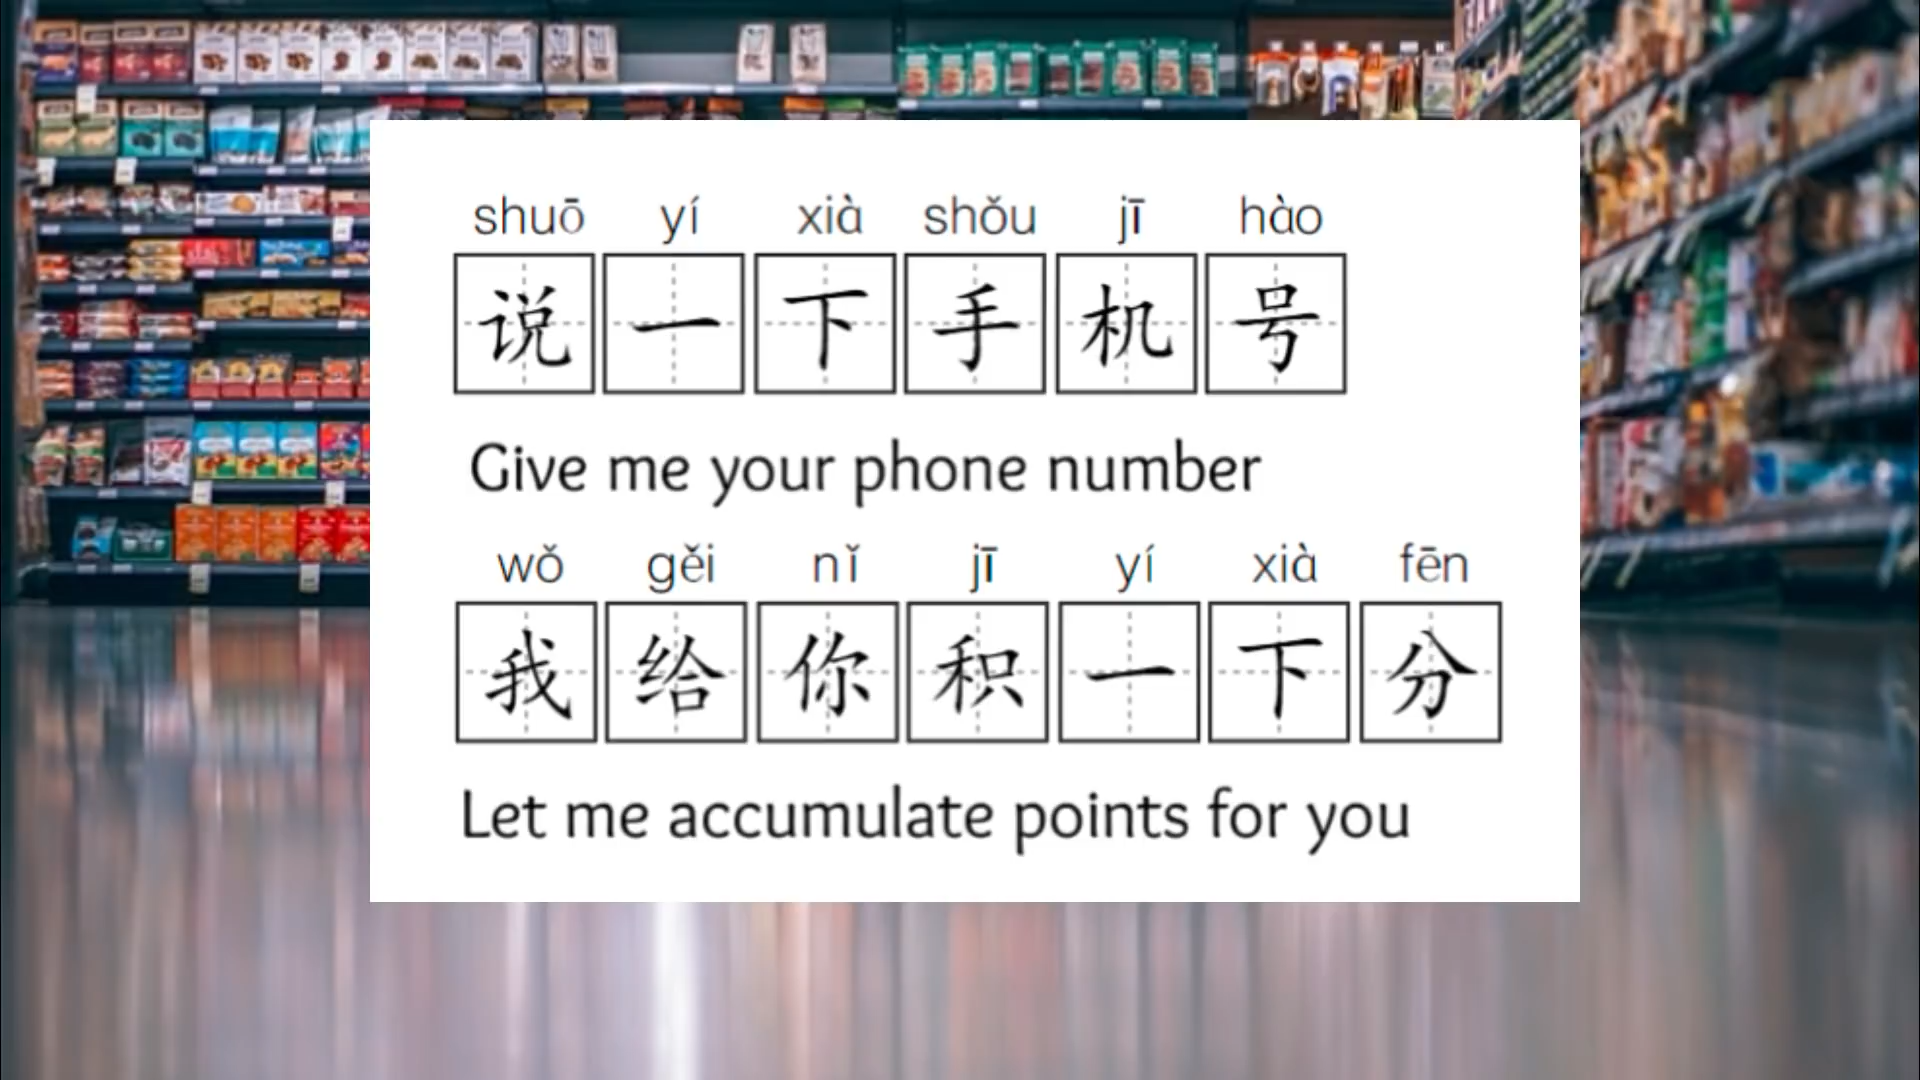 shuō yí xià shǒu jī hào
说一下手机号
Give me your phone number
wǒ gěi nǐ jī yí xià fēn
我给你积一下分
Let me accumulate points for you